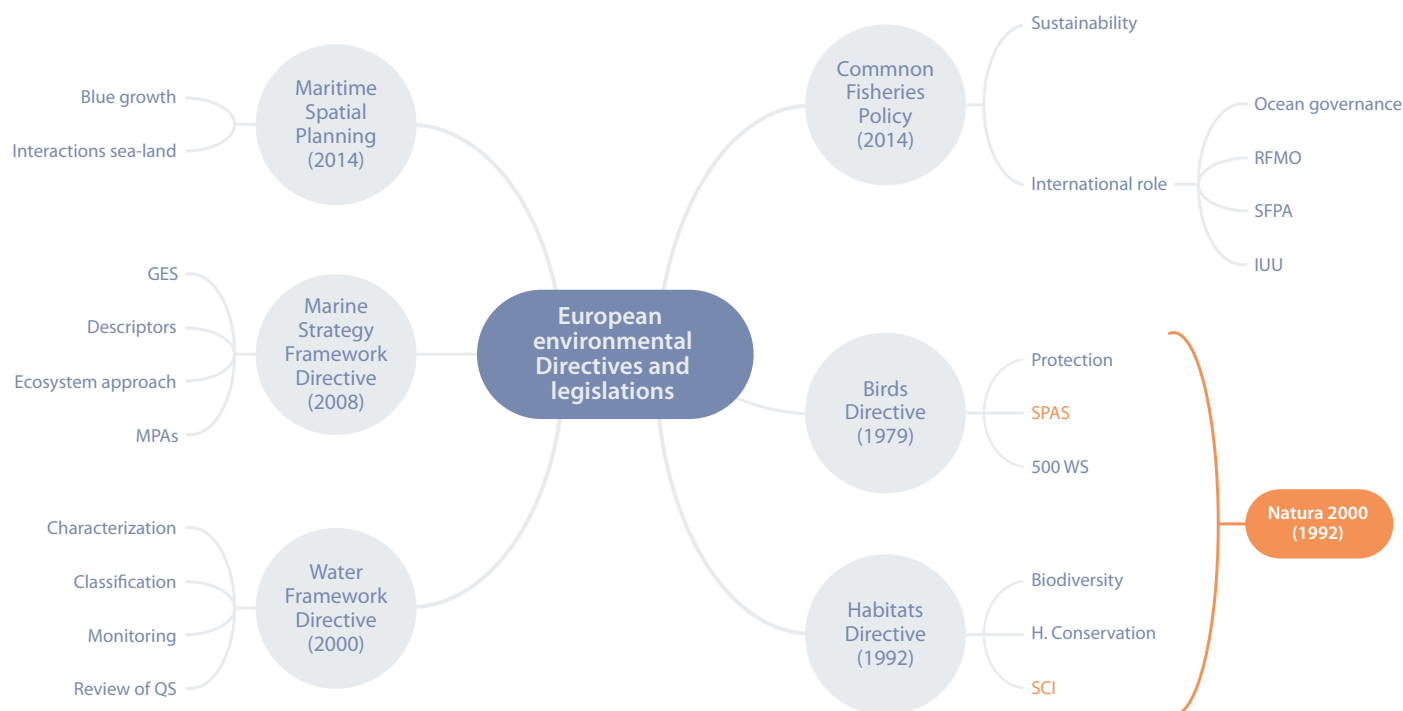 European
environmental
Directives and
legislations
Maritime
Spatial
Planning
(2014)
Blue growth
Interactions sea-land
Marine
Strategy
Framework
Directive
(2008)
GES
Descriptors
Ecosystem approach
MPAs
Water
Framework
Directive
(2000)
Characterization
Classification
Monitoring
Review of QS
Commnon
Fisheries
Policy
(2014)
Sustainability
International role
Ocean governance
RFMO
SFPA
IUU
Birds
Directive
(1979)
Protection
SPAS
500 WS
Habitats
Directive
(1992)
Biodiversity
H. Conservation
SCI
Natura 2000
(1992)